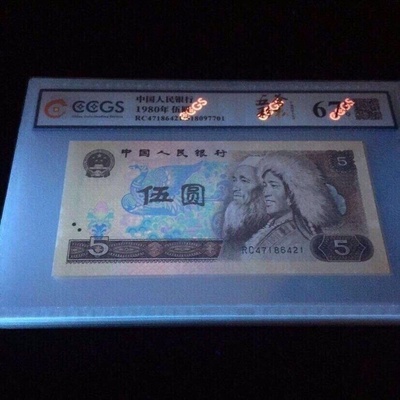 CCGS 中国人民银行
1980年 伍圆
RC47186421
CCGS CCGS CCGS
67
中国人民银行
5
伍圆
5
5
RC47186421